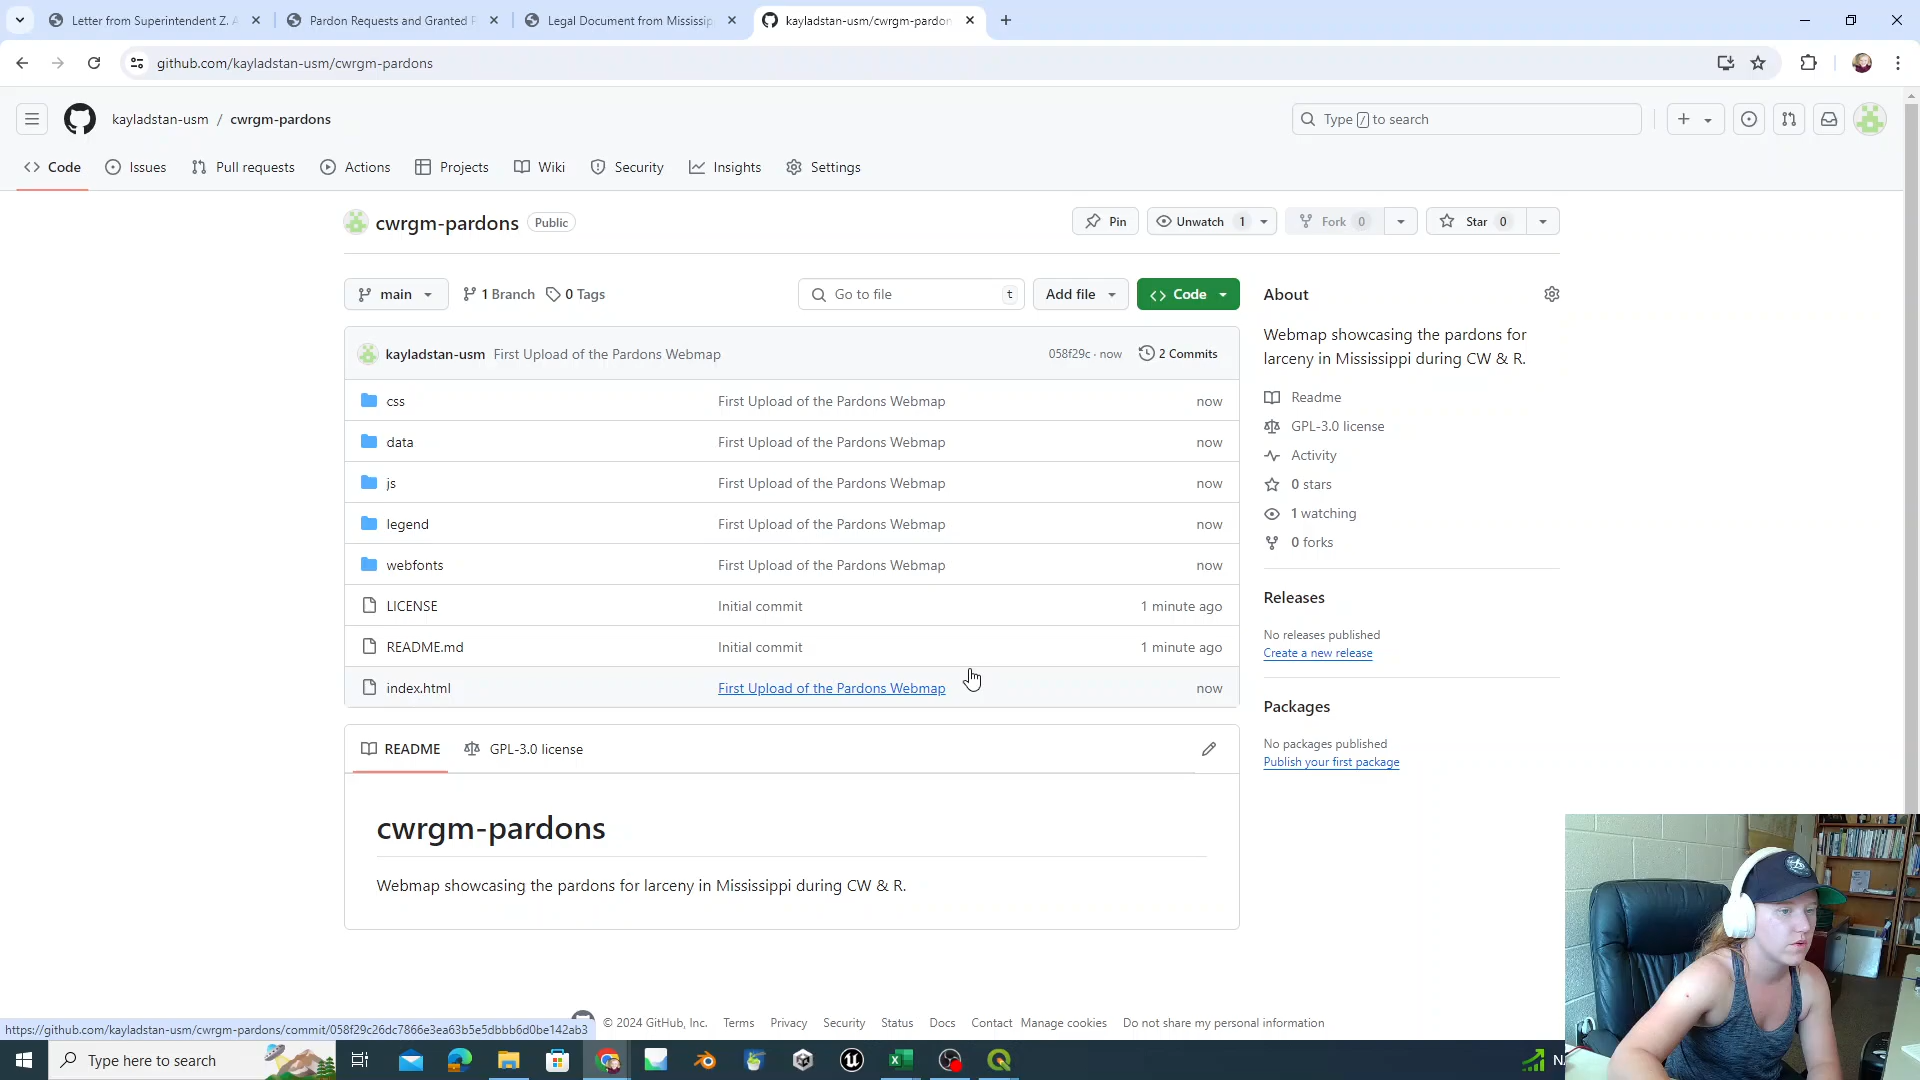 Letter from Superintendent Z. A
Pardon Requests and Granted P
Legal Document from Mississip
kayladstan-usm/cwrgm-pardon
github.com/kayladstan-usm/cwrgm-pardons
kayladstan-usm / cwrgm-pardons
Type / to search
Code
Issues
Pull requests
Actions
Projects
Wiki
Security
Insights
Settings
cwrgm-pardons Public
Pin
Unwatch 1
Fork 0
Star 0
main
1 Branch
0 Tags
Go to file t
Add file
Code
kayladstan-usm First Upload of the Pardons Webmap 058f29c · now 2 Commits
css First Upload of the Pardons Webmap now
data First Upload of the Pardons Webmap now
js First Upload of the Pardons Webmap now
legend First Upload of the Pardons Webmap now
webfonts First Upload of the Pardons Webmap now
LICENSE Initial commit 1 minute ago
README.md Initial commit 1 minute ago
index.html First Upload of the Pardons Webmap now
README
GPL-3.0 license
cwrgm-pardons
Webmap showcasing the pardons for larceny in Mississippi during CW & R.
About
Webmap showcasing the pardons for
larceny in Mississippi during CW & R.
Readme
GPL-3.0 license
Activity
0 stars
1 watching
0 forks
Releases
No releases published
Create a new release
Packages
No packages published
Publish your first package
https://github.com/kayladstan-usm/cwrgm-pardons/commit/058f29c26dc7866e3ea63b5e5dbbb6d0be142ab3
© 2024 GitHub, Inc. Terms Privacy Security Status Docs Contact Manage cookies Do not share my personal information
Type here to search